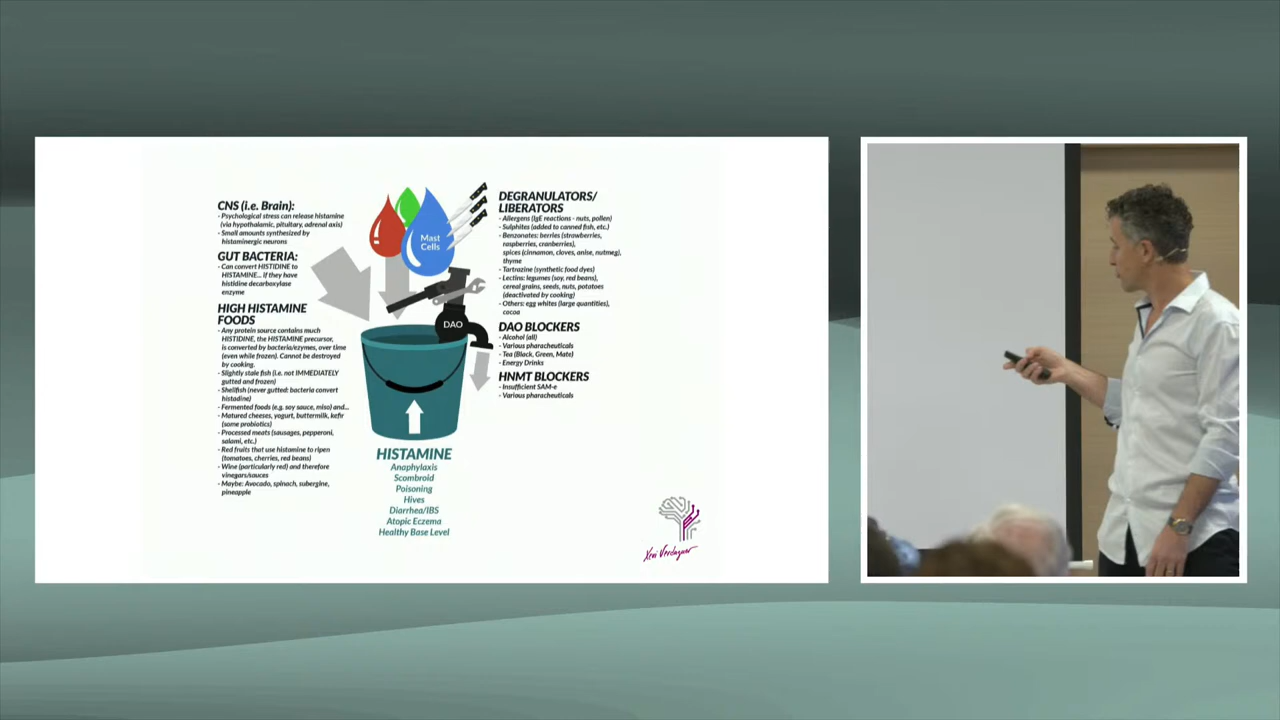 CNS (i.e. Brain):
- Psychological stress can release histamine
(via hypothalamic, pituitary, adrenal axis)
- Small amounts synthesized by
histaminergic neurons
GUT BACTERIA:
- Can convert HISTIDINE to
HISTAMINE... If they have
histidine decarboxylase
enzyme
HIGH HISTAMINE
FOODS
- Any protein source contains much
HISTIDINE, the HISTAMINE precursor,
is converted by bacteria/ezymes, over time
(even while frozen). Cannot be destroyed
by cooking.
- Slightly stale fish (i.e. not IMMEDIATELY
gutted and frozen)
- Shellfish (never gutted: bacteria convert
histadine)
- Fermented foods (e.g. soy sauce, miso) and...
- Matured cheeses, yogurt, buttermilk, kefir
(some probiotics)
- Processed meats (sausages, pepperoni,
salami, etc.)
- Red fruits that use histamine to ripen
(tomatoes, cherries, red beans)
- Wine (particularly red) and therefore
vinegars/sauces
- Maybe: Avocado, spinach, aubergine,
pineapple
Mast
Cells
DAO
HISTAMINE
Anaphylaxis
Scombroid
Poisoning
Hives
Diarrhea/IBS
Atopic Eczema
Healthy Base Level
DEGRANULATORS/
LIBERATORS
- Allergens (IgE reactions - nuts, pollen)
- Sulphites (added to canned fish, etc.)
- Benzonates: berries (strawberries,
raspberries, cranberries),
spices (cinnamon, cloves, anise, nutmeg),
thyme
- Tartrazine (synthetic food dyes)
- Lectins: legumes (soy, red beans),
cereal grains, seeds, nuts, potatoes
(deactivated by cooking)
- Others: egg whites (large quantities),
cocoa
DAO BLOCKERS
- Alcohol (all)
- Various pharacheuticals
- Tea (Black, Green, Mate)
- Energy Drinks
HNMT BLOCKERS
- Insufficient SAM-e
- Various pharacheuticals
Xevi Verdaguer